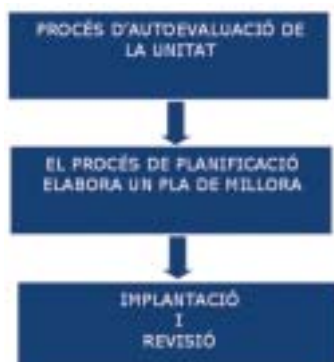 PROCÉS D'AUTOEVALUACIÓ DE
LA UNITAT
EL PROCÉS DE PLANIFICACIÓ
ELABORA UN PLA DE MILLORA
IMPLANTACIÓ
I
REVISIÓ